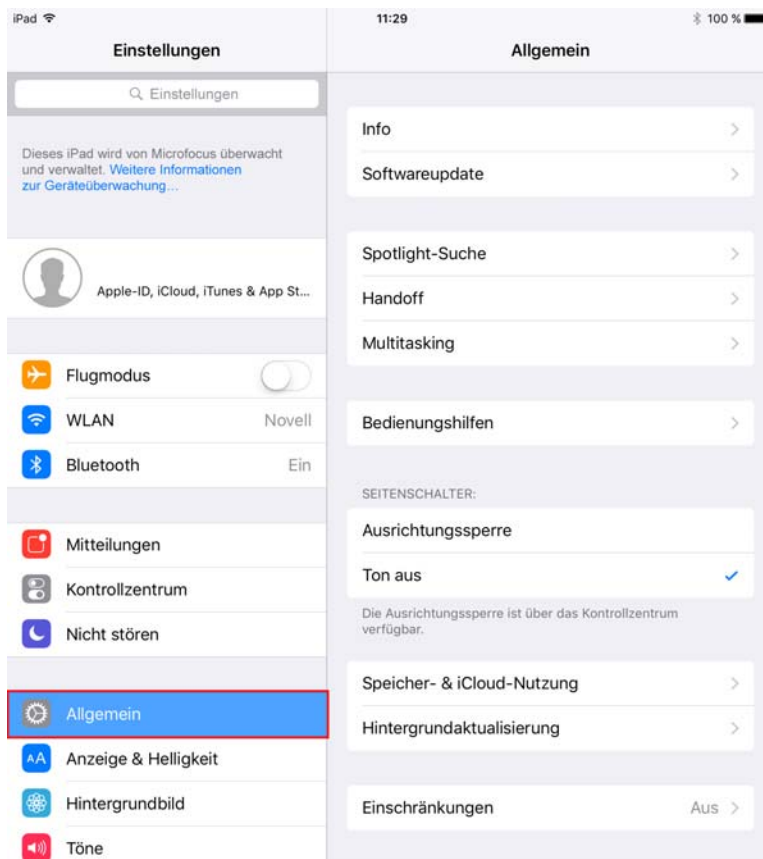 iPad
11:29
100 %
Einstellungen
Einstellungen
Dieses iPad wird von Microfocus überwacht
und verwaltet. Weitere Informationen
zur Geräteüberwachung...
Apple-ID, iCloud, iTunes & App St...
Flugmodus
WLAN Novell
Bluetooth Ein
Mitteilungen
Kontrollzentrum
Nicht stören
Allgemein
AA Anzeige & Helligkeit
Hintergrundbild
Töne
Allgemein
Info
Softwareupdate
Spotlight-Suche
Handoff
Multitasking
Bedienungshilfen
SEITENSCHALTER:
Ausrichtungssperre
Ton aus
Die Ausrichtungssperre ist über das Kontrollzentrum
verfügbar.
Speicher- & iCloud-Nutzung
Hintergrundaktualisierung
Einschränkungen Aus